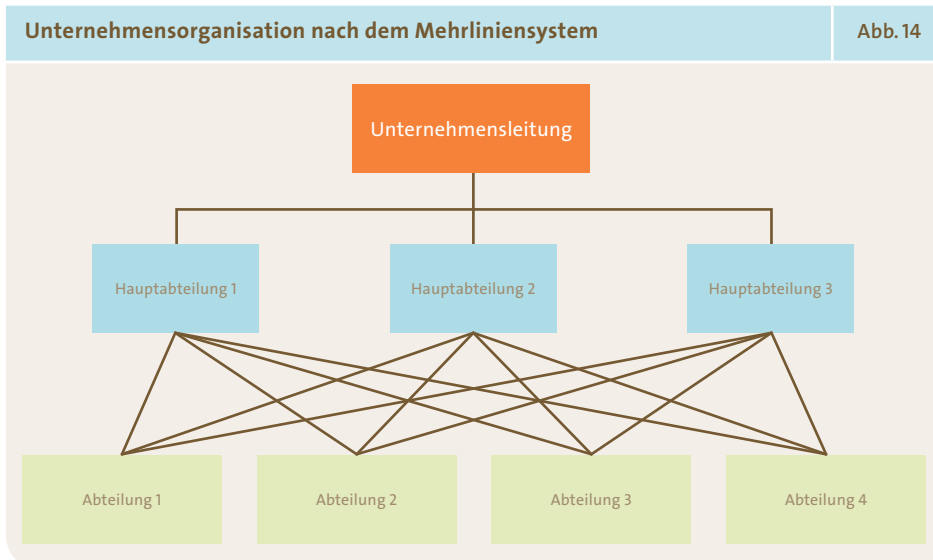 Unternehmensorganisation nach dem Mehrliniensystem
Abb. 14
Unternehmensleitung
Hauptabteilung 1
Hauptabteilung 2
Hauptabteilung 3
Abteilung 1
Abteilung 2
Abteilung 3
Abteilung 4